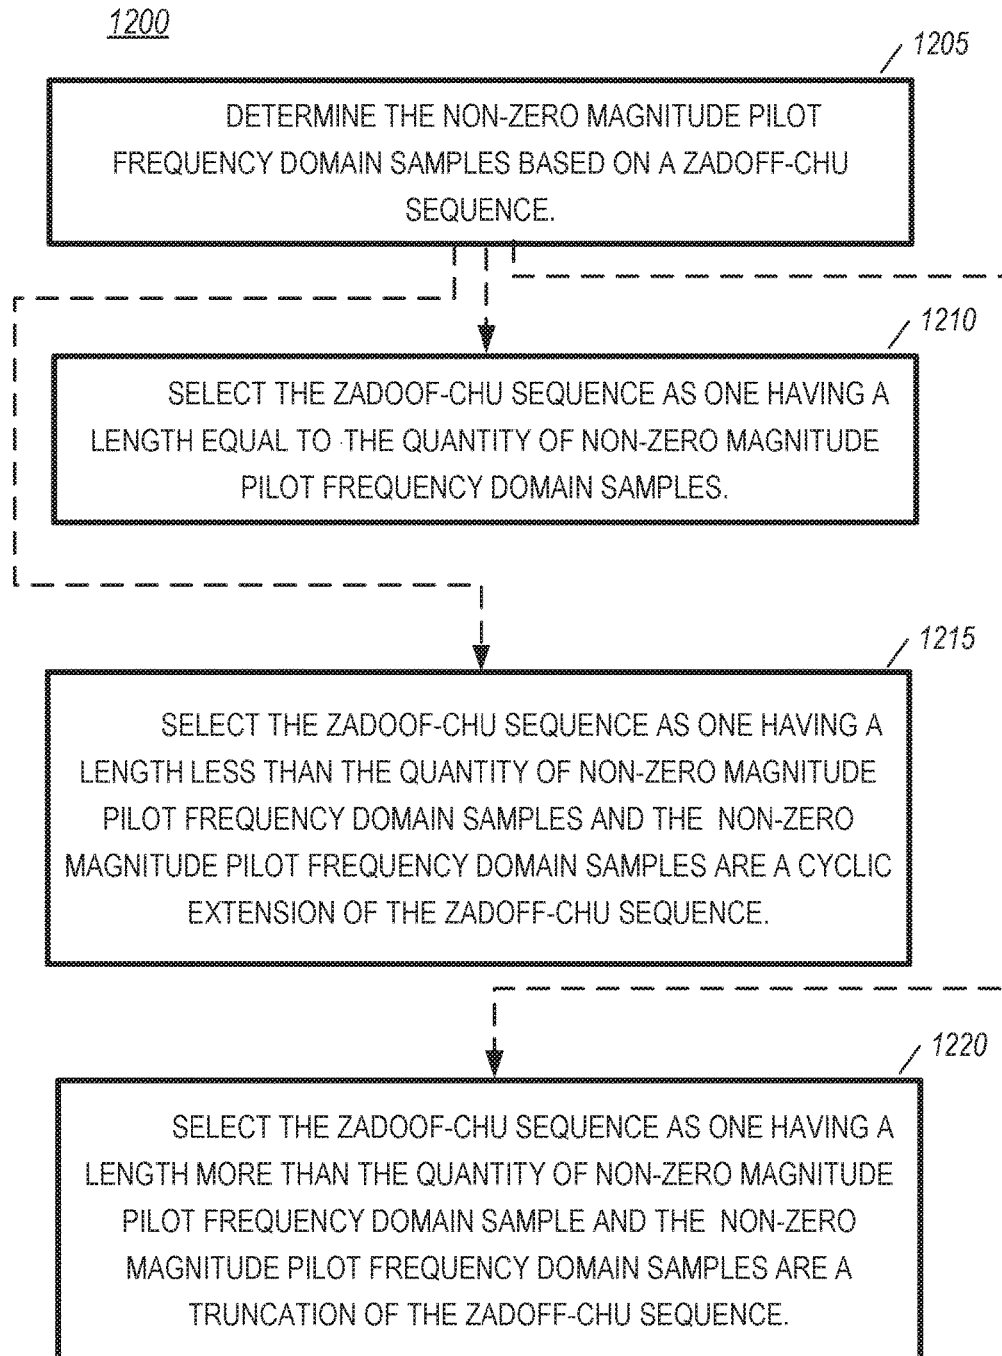 1200
1205
DETERMINE THE NON-ZERO MAGNITUDE PILOT
FREQUENCY DOMAIN SAMPLES BASED ON A ZADOFF-CHU
SEQUENCE.
1210
SELECT THE ZADOOF-CHU SEQUENCE AS ONE HAVING A
LENGTH EQUAL TO THE QUANTITY OF NON-ZERO MAGNITUDE
PILOT FREQUENCY DOMAIN SAMPLES.
1215
SELECT THE ZADOOF-CHU SEQUENCE AS ONE HAVING A
LENGTH LESS THAN THE QUANTITY OF NON-ZERO MAGNITUDE
PILOT FREQUENCY DOMAIN SAMPLES AND THE NON-ZERO
MAGNITUDE PILOT FREQUENCY DOMAIN SAMPLES ARE A CYCLIC
EXTENSION OF THE ZADOFF-CHU SEQUENCE.
1220
SELECT THE ZADOOF-CHU SEQUENCE AS ONE HAVING A
LENGTH MORE THAN THE QUANTITY OF NON-ZERO MAGNITUDE
PILOT FREQUENCY DOMAIN SAMPLE AND THE NON-ZERO
MAGNITUDE PILOT FREQUENCY DOMAIN SAMPLES ARE A
TRUNCATION OF THE ZADOFF-CHU SEQUENCE.